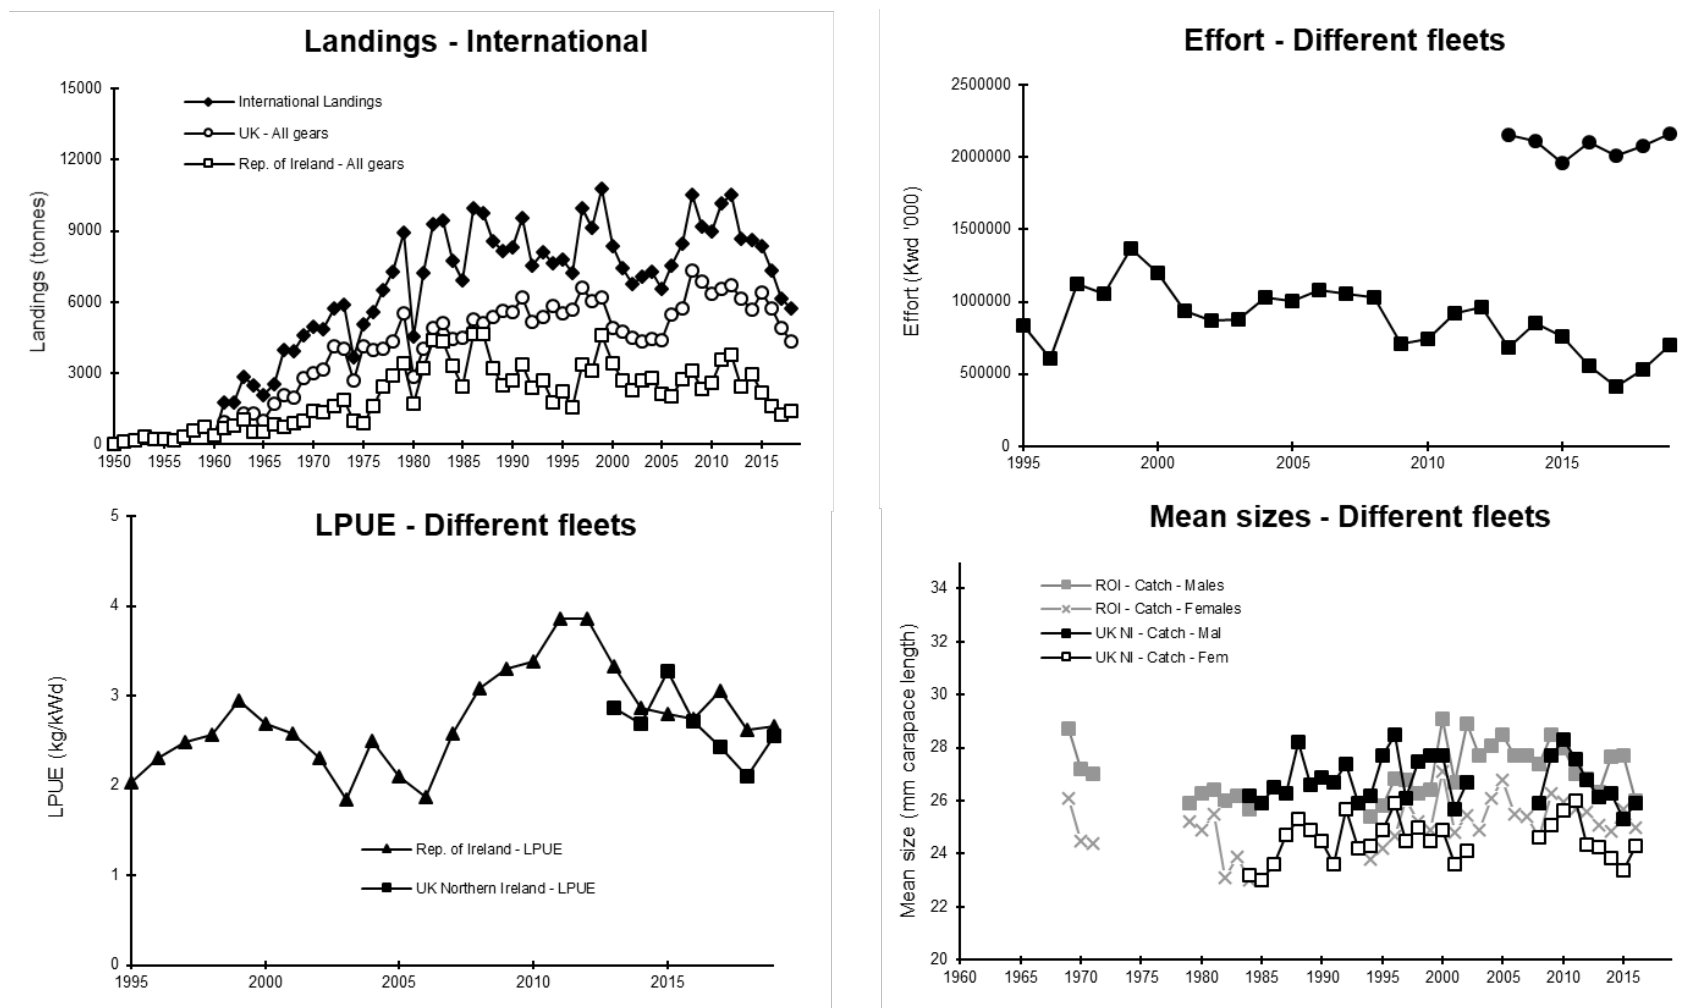 Landings - International
15000
12000
9000
6000
3000
0
Landings (tonnes)
International Landings
UK - All gears
Rep. of Ireland - All gears
1950 1955 1960 1965 1970 1975 1980 1985 1990 1995 2000 2005 2010 2015
Effort - Different fleets
2500000
2000000
1500000
1000000
500000
0
Effort (Kwd '000)
1995 2000 2005 2010 2015
LPUE - Different fleets
5
4
3
2
1
0
LPUE (kg/kWd)
Rep. of Ireland - LPUE
UK Northern Ireland - LPUE
1995 2000 2005 2010 2015
Mean sizes - Different fleets
34
32
30
28
26
24
22
20
Mean size (mm carapace length)
ROI - Catch - Males
ROI - Catch - Females
UK NI - Catch - Mal
UK NI - Catch - Fem
1960 1965 1970 1975 1980 1985 1990 1995 2000 2005 2010 2015